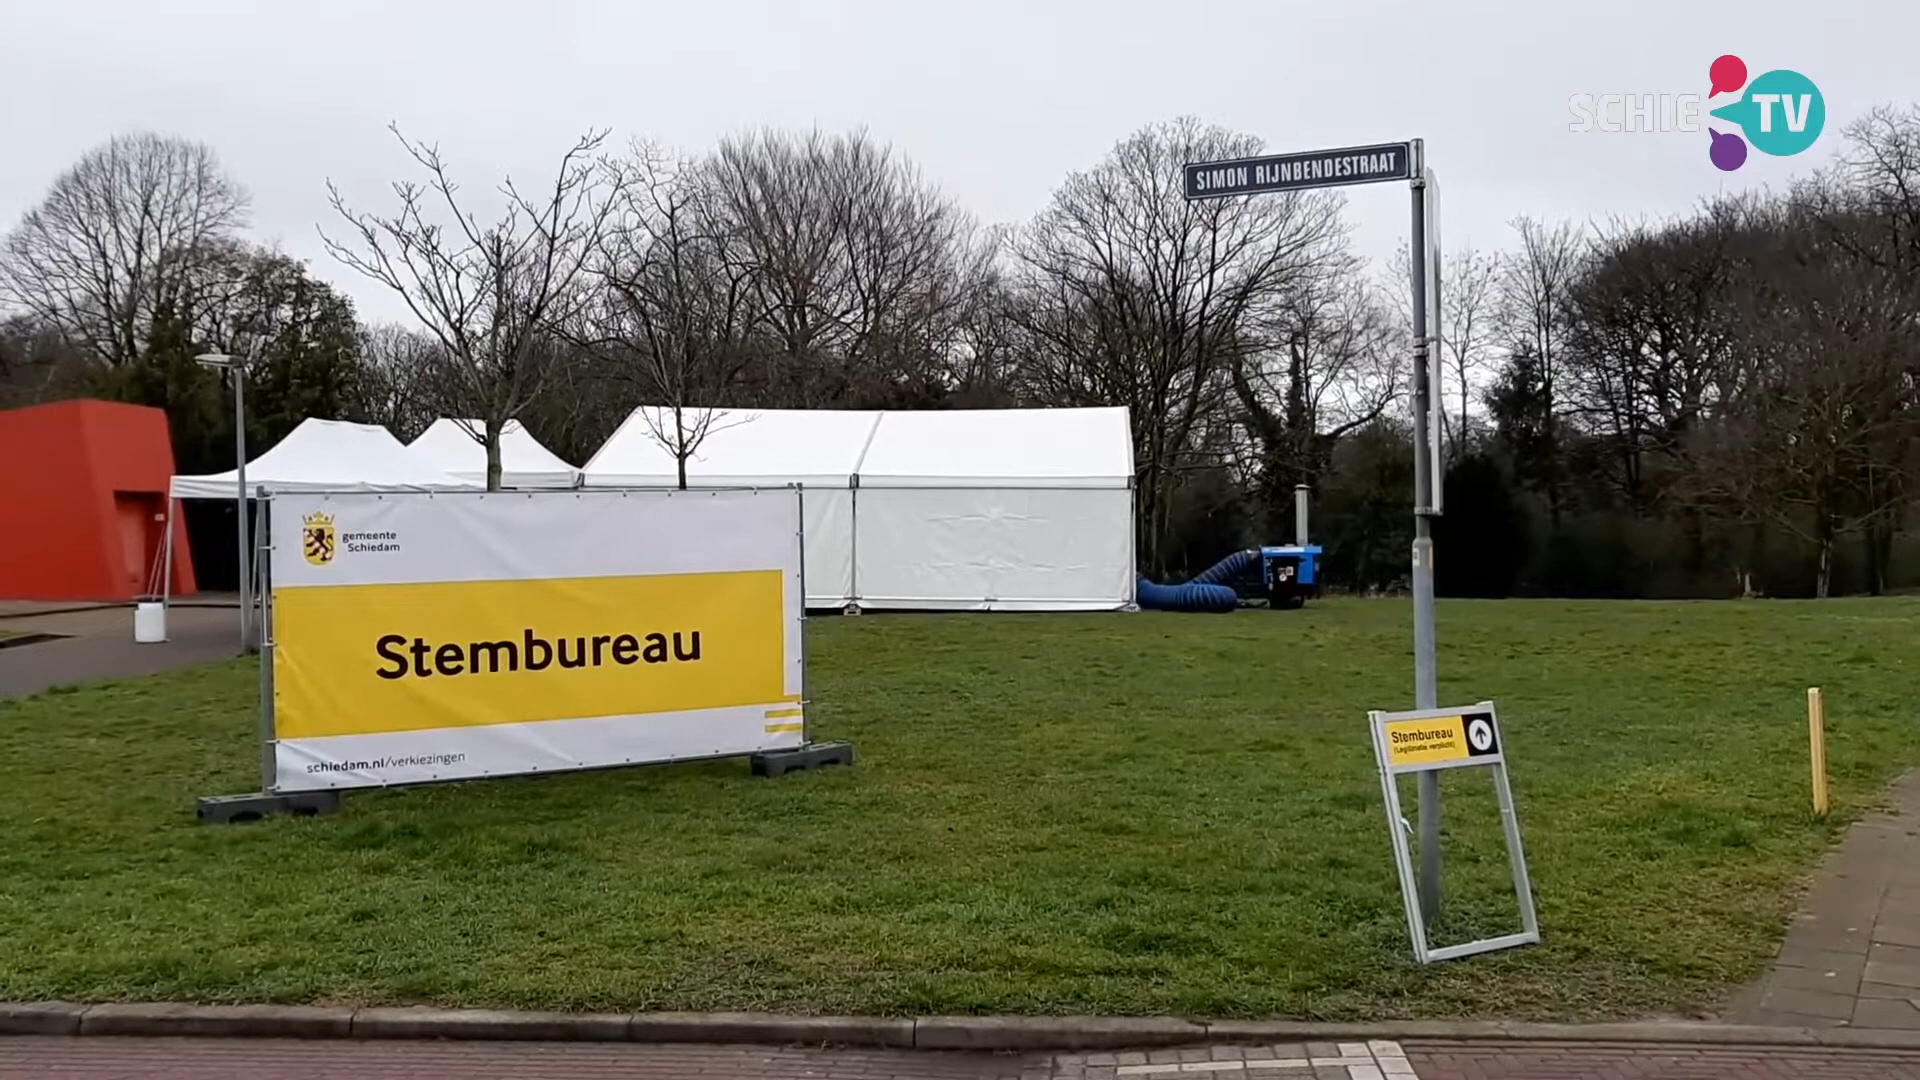 SCHIE TV
SIMON RIJNBENDESTRAAT
gemeente
Schiedam
Stembureau
schiedam.nl/verkiezingen
Stembureau
(Legitimatie verplicht)